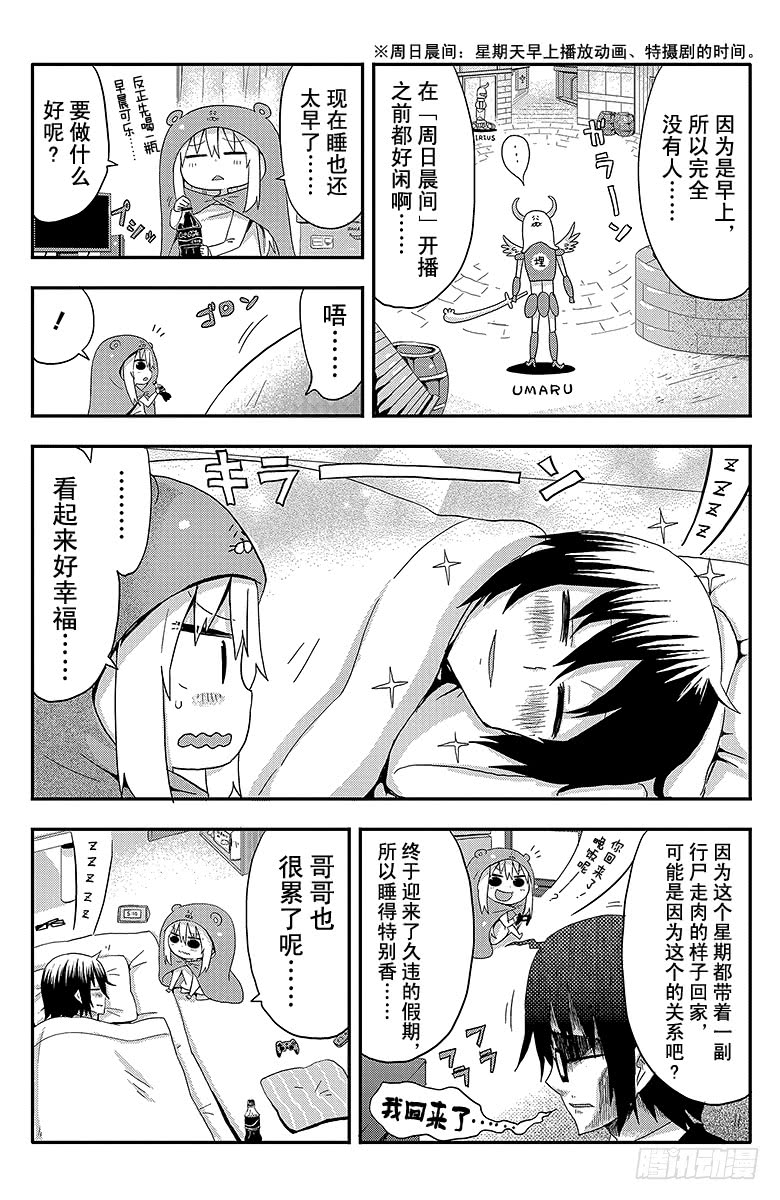 ※周日晨间：星期天早上播放动画、特摄剧的时间。
因为是早上，
所以完全
没有人……
ガラーン
…
埋
UMARU
在「周日晨间」开播
之前都好闲啊……
现在睡也还
太早了……
反正先喝一瓶
早晨可乐…
プシッ
要做什么
好呢？
唔……
ゴロン
！
zzzz
キラーン
……
看起来好幸福……
因为这个星期都带着一副
行尸走肉的样子回家，
可能是因为这个的关系吧？
你回来了~
晚饭呢~
终于迎来了久违的假期，
所以睡得特别香……
我回来了……
哥哥也
很累了呢……
zzzzz
5:10
腾讯动漫